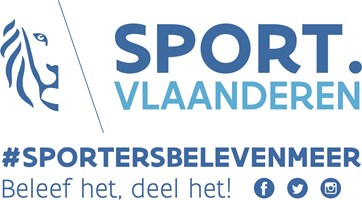 SPORT.
VLAANDEREN
#SPORTERSBELEVENMEER
Beleef het, deel het!